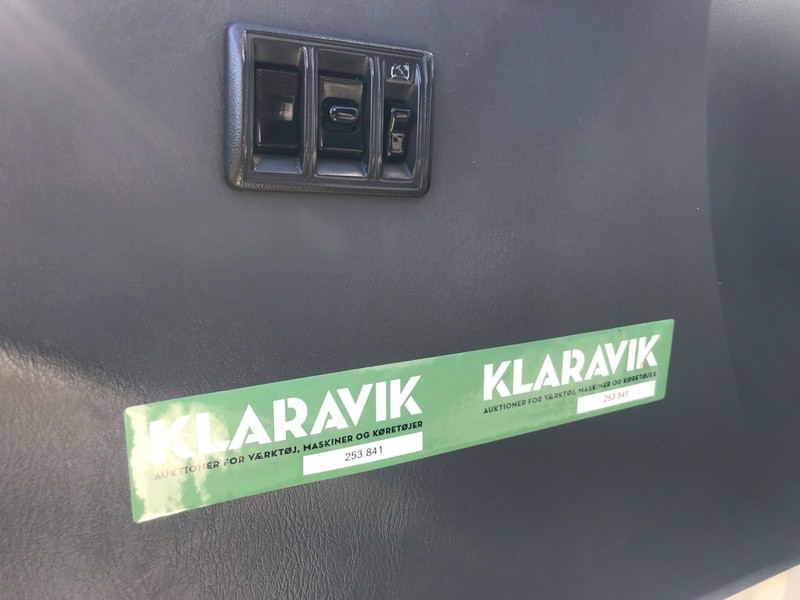 KLARAVIK
AUKTIONER FOR VÆRKTØJ, MASKINER OG KØRETØJER
253.841
KLARAVIK
AUKTIONER FOR VÆRKTØJ, MASKINER OG KØRETØJER
253.841